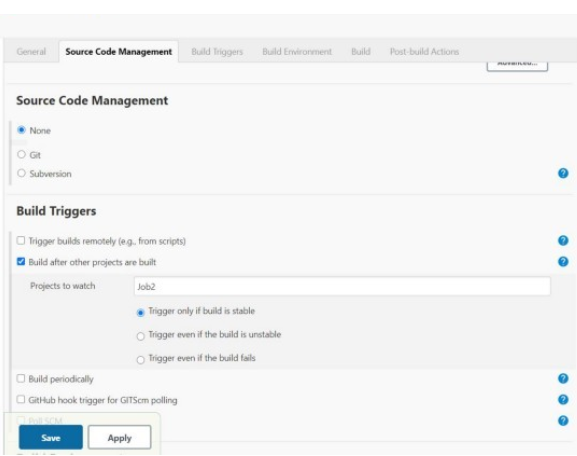 General Source Code Management Build Triggers Build Environment Build Post-build Actions
Advanced...
Source Code Management
None
Git
Subversion
Build Triggers
Trigger builds remotely (e.g., from scripts)
Build after other projects are built
Projects to watch Job2
Trigger only if build is stable
Trigger even if the build is unstable
Trigger even if the build fails
Build periodically
GitHub hook trigger for GITScm polling
Poll SCM
Save Apply